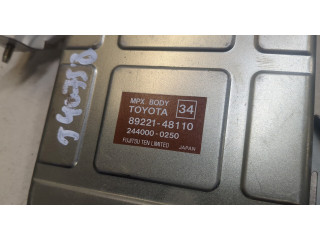 MPX BODY
TOYOTA 34
89221-48110
244000-0250
FUJITSU TEN LIMITED JAPAN